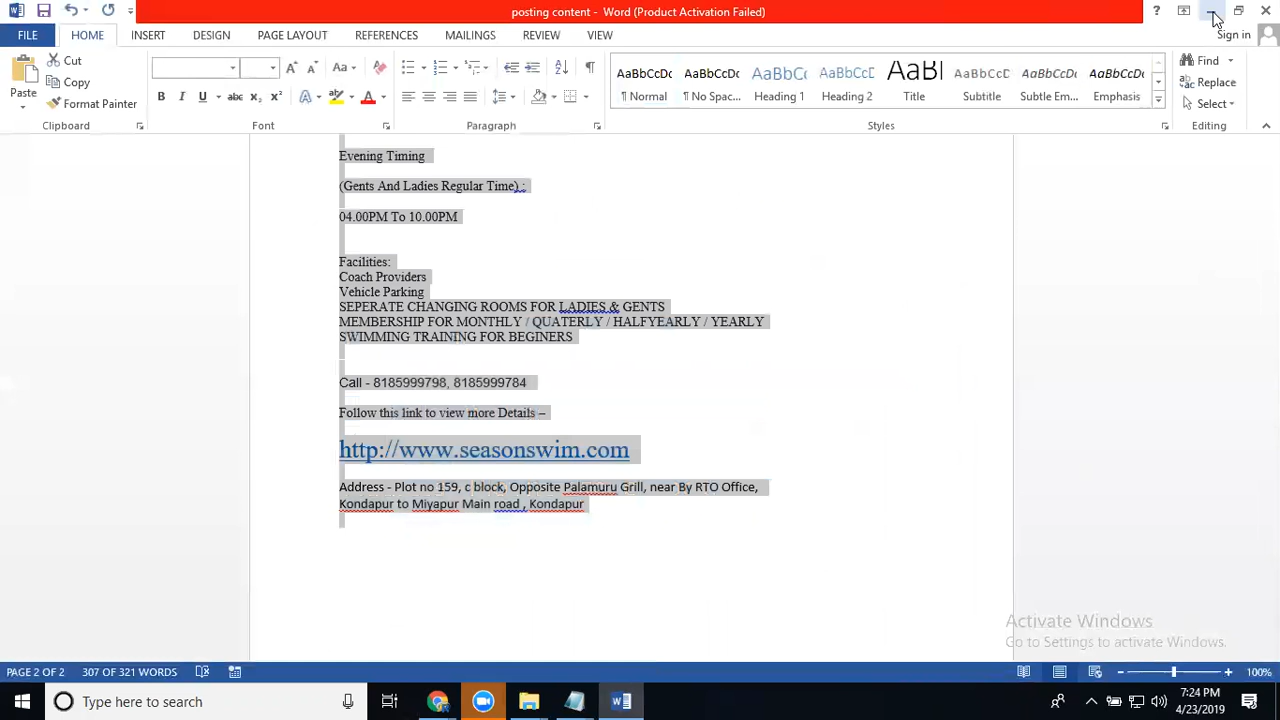 posting content - Word (Product Activation Failed)
FILE HOME INSERT DESIGN PAGE LAYOUT REFERENCES MAILINGS REVIEW VIEW Sign in
Paste
Cut
Copy
Format Painter
Clipboard
Font
Paragraph
AaBbCcDc AaBbCcDc AaBbC AaBbCc AaBl AaBbCcD AaBbCcDc AaBbCcDc
¶ Normal ¶ No Spac... Heading 1 Heading 2 Title Subtitle Subtle Em... Emphasis
Styles
Find
Replace
Select
Editing
Evening Timing
(Gents And Ladies Regular Time) :
04.00PM To 10.00PM
Facilities:
Coach Providers
Vehicle Parking
SEPERATE CHANGING ROOMS FOR LADIES & GENTS
MEMBERSHIP FOR MONTHLY / QUATERLY / HALFYEARLY / YEARLY
SWIMMING TRAINING FOR BEGINERS
Call - 8185999798, 8185999784
Follow this link to view more Details –
http://www.seasonswim.com
Address - Plot no 159, c block, Opposite Palamuru Grill, near By RTO Office,
Kondapur to Miyapur Main road , Kondapur
Activate Windows
Go to Settings to activate Windows.
PAGE 2 OF 2 307 OF 321 WORDS 100%
Type here to search
7:24 PM
4/23/2019